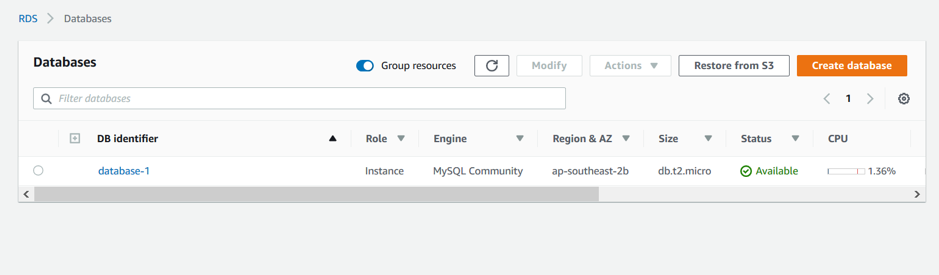 RDS > Databases
Databases Group resources Modify Actions Restore from S3 Create database
Filter databases 1
DB identifier Role Engine Region & AZ Size Status CPU
database-1 Instance MySQL Community ap-southeast-2b db.t2.micro Available 1.36%